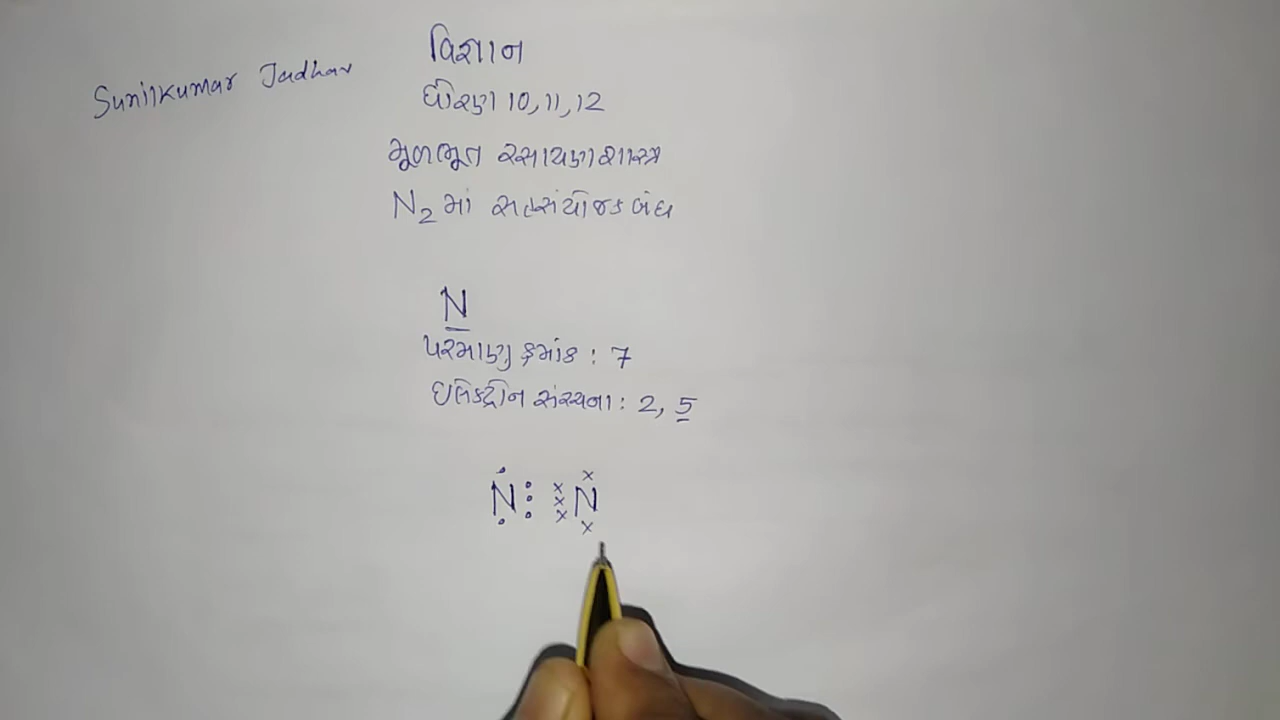 Sunilkumar Jadhav
વિજ્ઞાન
ધોરણ 10, 11, 12
મૂળભૂત રસાયણશાસ્ત્ર
N2 માં સહસંયોજક બંધ
N
પરમાણુ ક્રમાંક : 7
ઇલેક્ટ્રોન સંરચના : 2, 5
N N